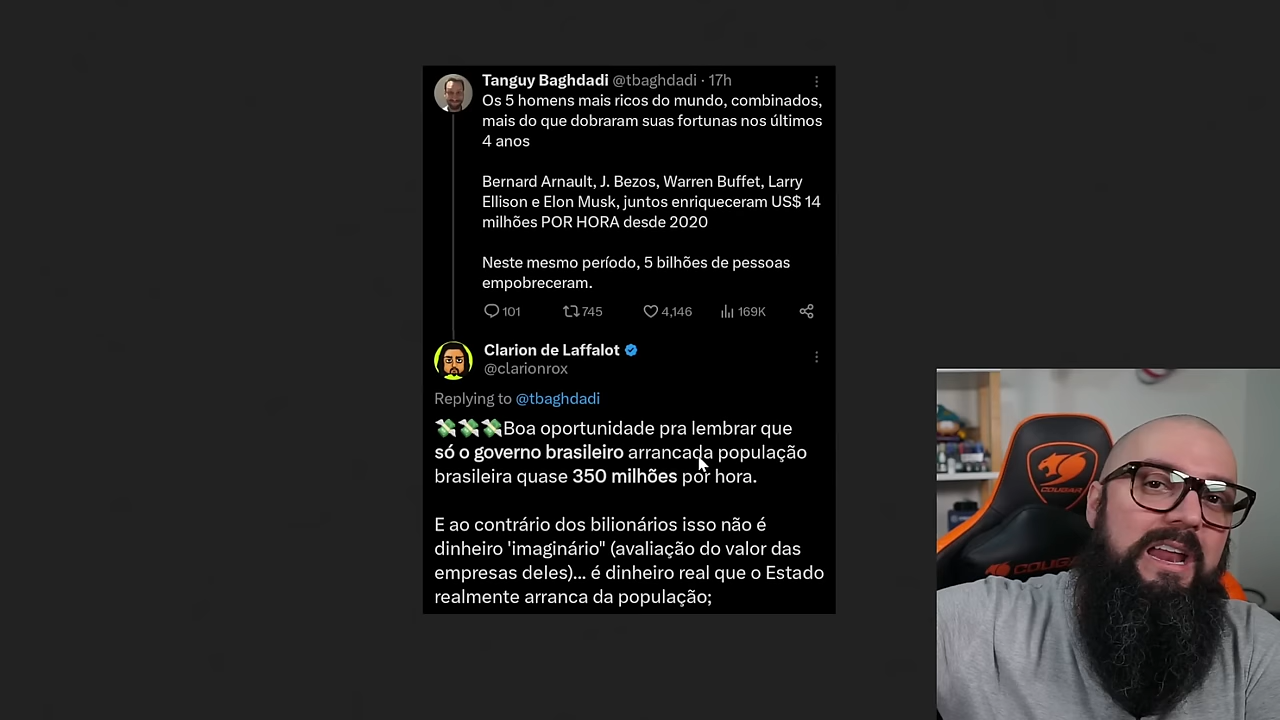 Tanguy Baghdadi @tbaghdadi · 17h
Os 5 homens mais ricos do mundo, combinados,
mais do que dobraram suas fortunas nos últimos
4 anos
Bernard Arnault, J. Bezos, Warren Buffet, Larry
Ellison e Elon Musk, juntos enriqueceram US$ 14
milhões POR HORA desde 2020
Neste mesmo período, 5 bilhões de pessoas
empobreceram.
101 745 4,146 169K
Clarion de Laffalot
@clarionrox
Replying to @tbaghdadi
💸💸💸Boa oportunidade pra lembrar que
só o governo brasileiro arrancada população
brasileira quase 350 milhões por hora.
E ao contrário dos bilionários isso não é
dinheiro 'imaginário" (avaliação do valor das
empresas deles)... é dinheiro real que o Estado
realmente arranca da população;
COUGAR
COUGAR